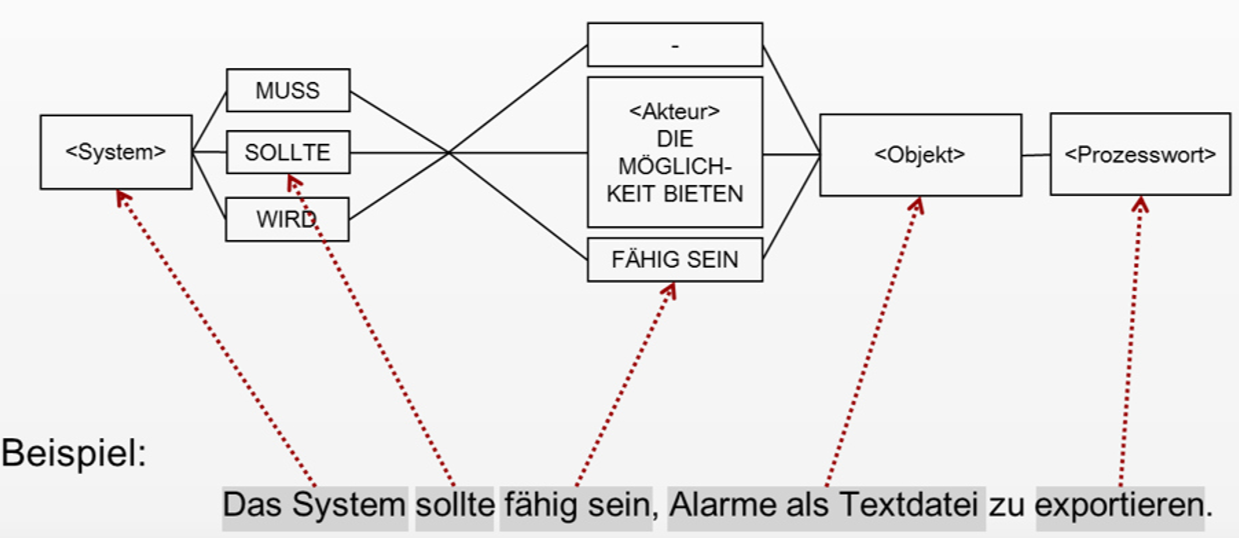 -
MUSS
<Akteur>
DIE
MÖGLICH-
KEIT BIETEN
<System>
SOLLTE
<Objekt>
<Prozesswort>
WIRD
FÄHIG SEIN
Beispiel:
Das System sollte fähig sein, Alarme als Textdatei zu exportieren.